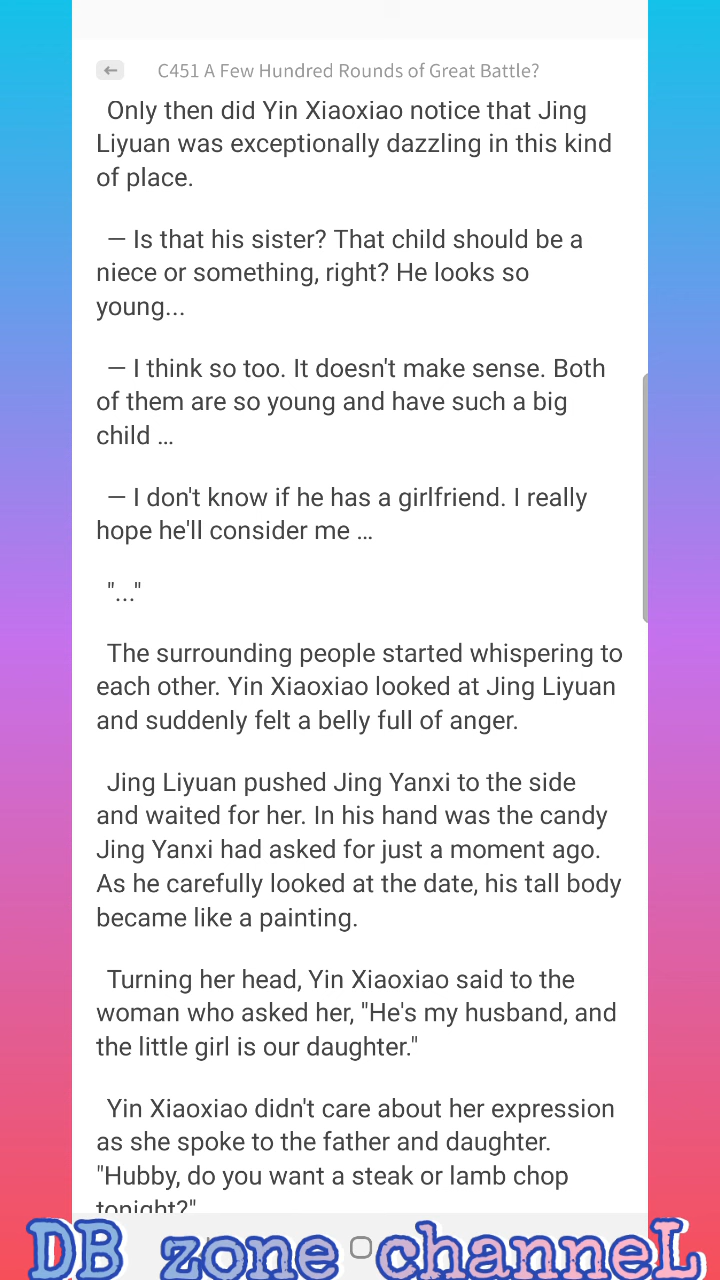 C451 A Few Hundred Rounds of Great Battle?
Only then did Yin Xiaoxiao notice that Jing
Liyuan was exceptionally dazzling in this kind
of place.
— Is that his sister? That child should be a
niece or something, right? He looks so
young...
— I think so too. It doesn't make sense. Both
of them are so young and have such a big
child ...
— I don't know if he has a girlfriend. I really
hope he'll consider me ...
"..."
The surrounding people started whispering to
each other. Yin Xiaoxiao looked at Jing Liyuan
and suddenly felt a belly full of anger.
Jing Liyuan pushed Jing Yanxi to the side
and waited for her. In his hand was the candy
Jing Yanxi had asked for just a moment ago.
As he carefully looked at the date, his tall body
became like a painting.
Turning her head, Yin Xiaoxiao said to the
woman who asked her, "He's my husband, and
the little girl is our daughter."
Yin Xiaoxiao didn't care about her expression
as she spoke to the father and daughter.
"Hubby, do you want a steak or lamb chop
tonight?"
DB zone channeL